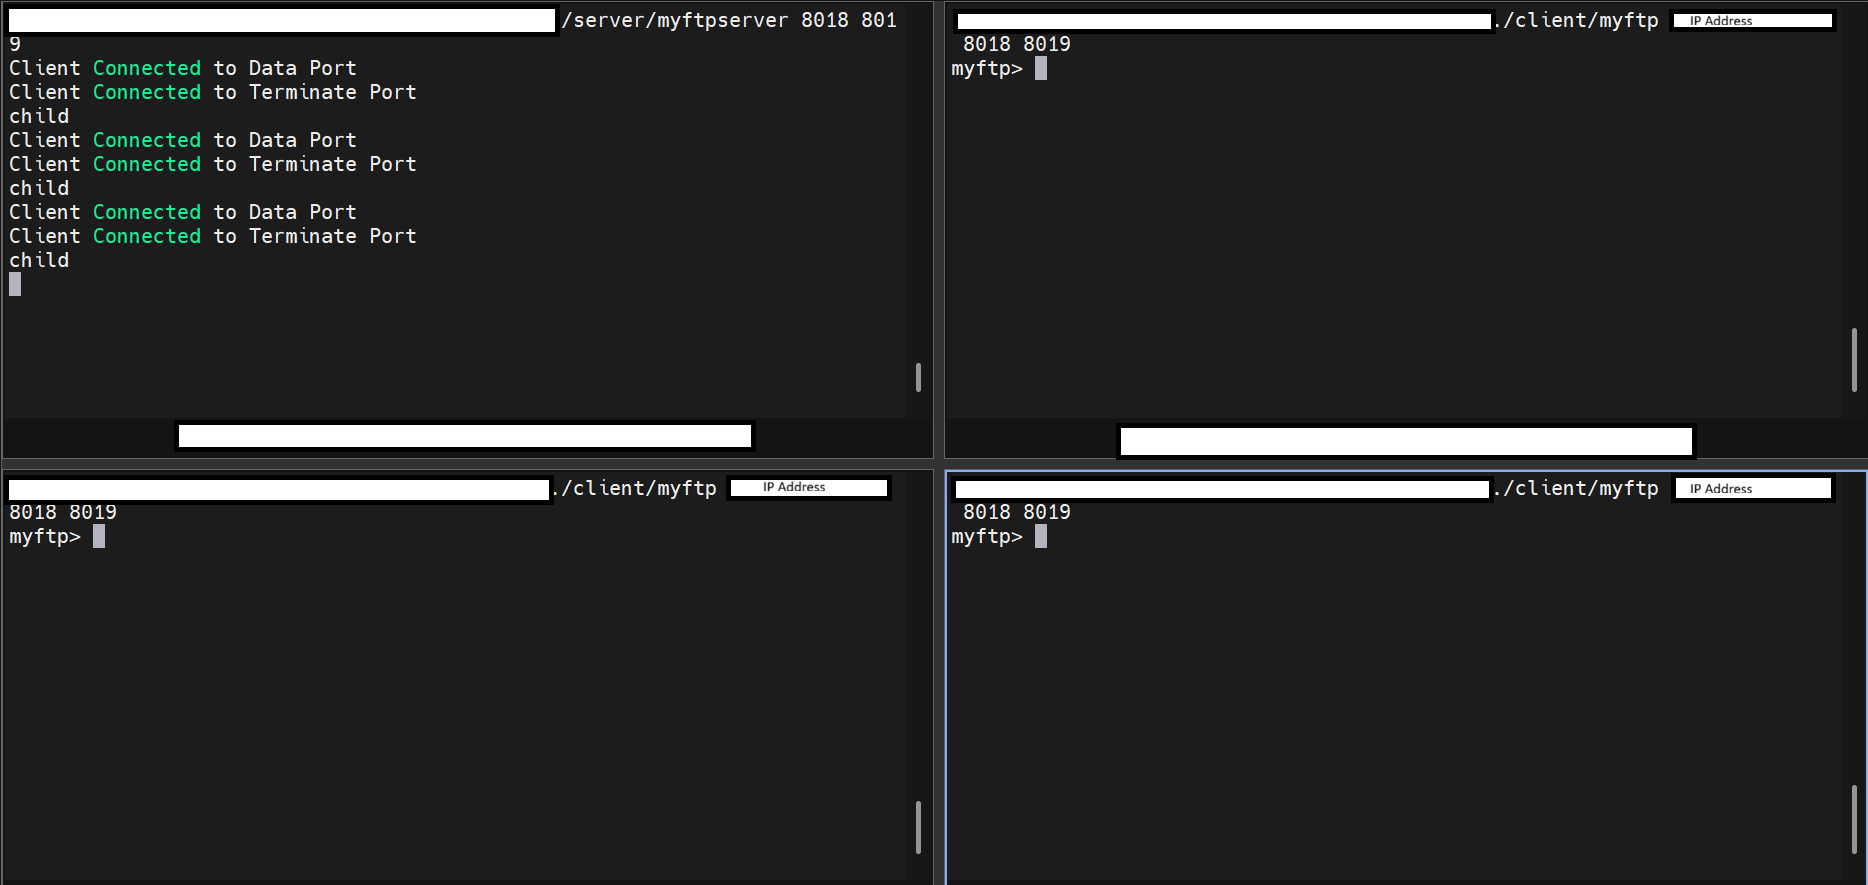 /server/myftpserver 8018 801
9
Client Connected to Data Port
Client Connected to Terminate Port
child
Client Connected to Data Port
Client Connected to Terminate Port
child
Client Connected to Data Port
Client Connected to Terminate Port
child
./client/myftp IP Address
8018 8019
myftp>
./client/myftp IP Address
8018 8019
myftp>
./client/myftp IP Address
8018 8019
myftp>